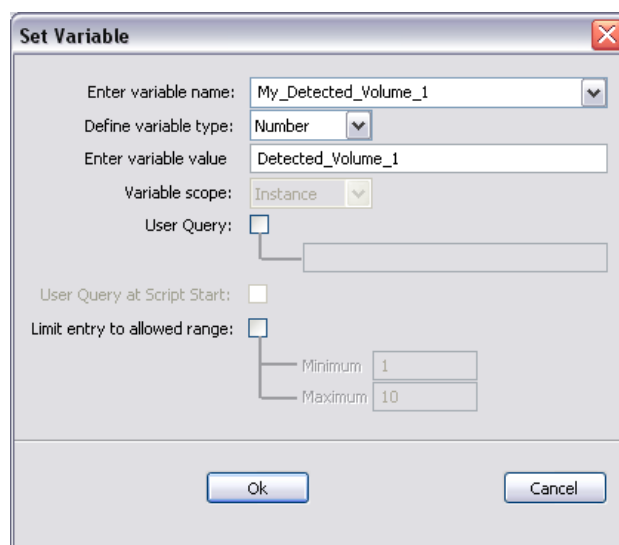 Set Variable
Enter variable name: My_Detected_Volume_1
Define variable type: Number
Enter variable value Detected_Volume_1
Variable scope: Instance
User Query:
User Query at Script Start:
Limit entry to allowed range:
Minimum 1
Maximum 10
Ok Cancel